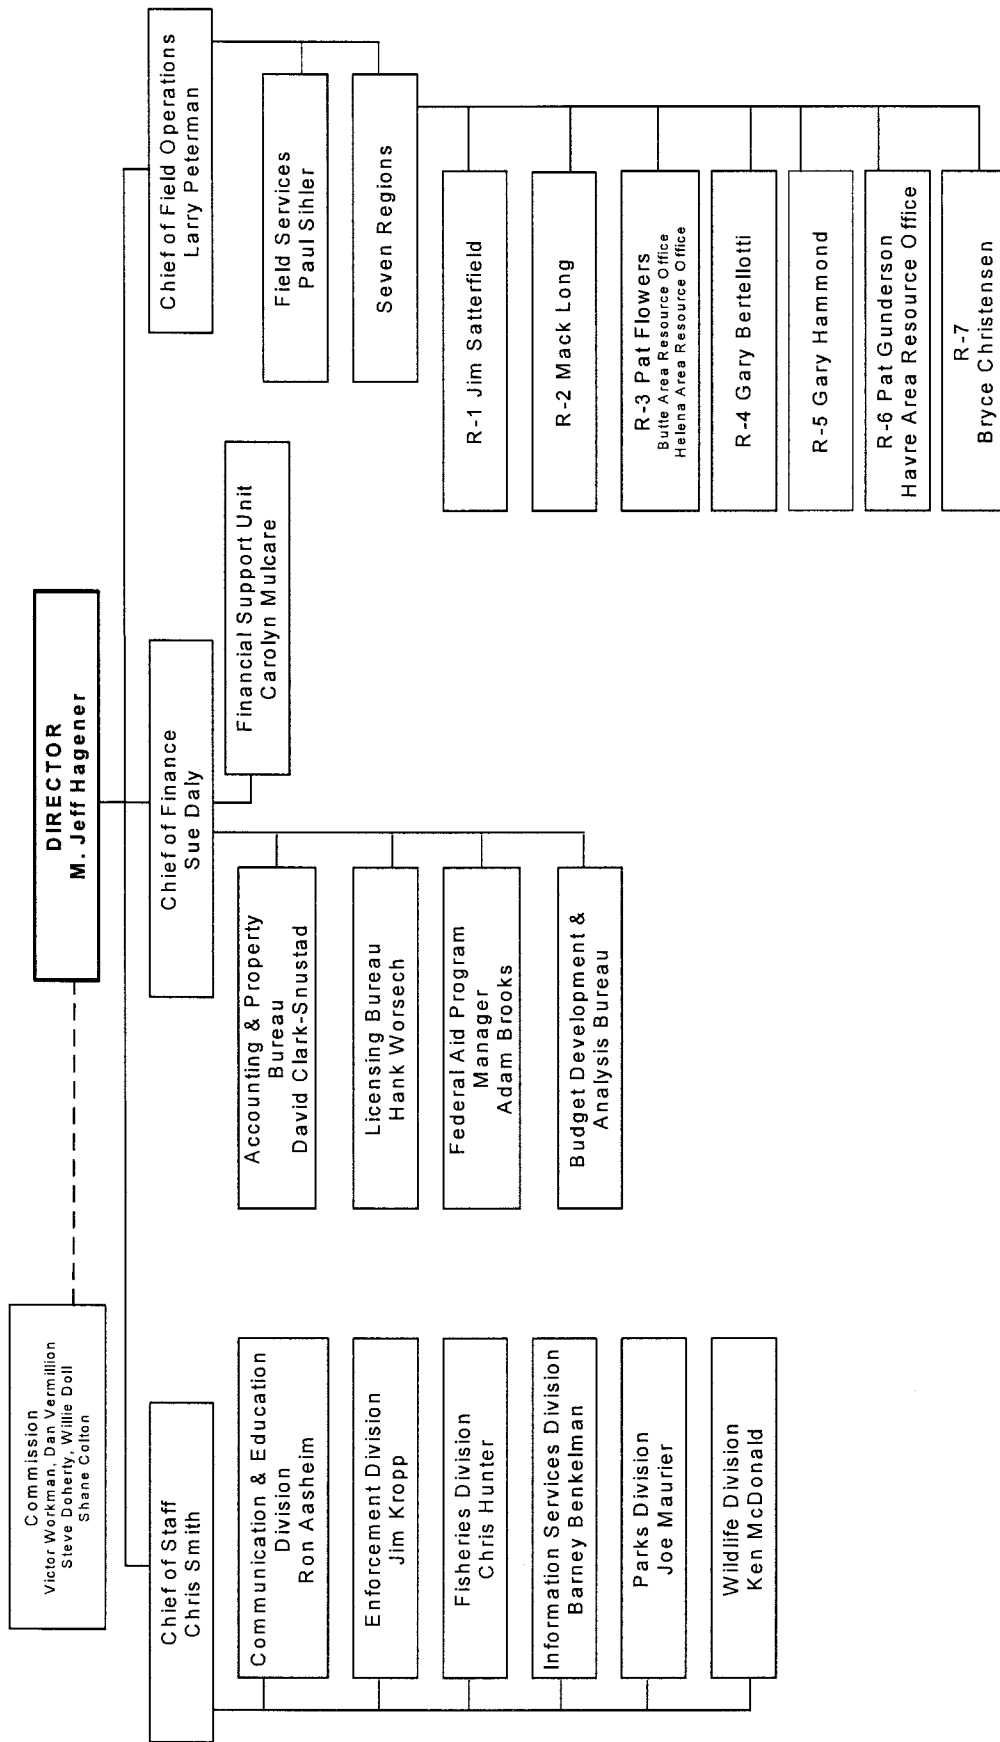 Commission
Victor Workman, Dan Vermillion
Steve Doherty, Willie Doll
Shane Colton
DIRECTOR
M. Jeff Hagener
Chief of Staff
Chris Smith
Communication & Education
Division
Ron Aasheim
Enforcement Division
Jim Kropp
Fisheries Division
Chris Hunter
Information Services Division
Barney Benkelman
Parks Division
Joe Maurier
Wildlife Division
Ken McDonald
Chief of Finance
Sue Daly
Financial Support Unit
Carolyn Mulcare
Accounting & Property
Bureau
David Clark-Snustad
Licensing Bureau
Hank Worsech
Federal Aid Program
Manager
Adam Brooks
Budget Development &
Analysis Bureau
Chief of Field Operations
Larry Peterman
Field Services
Paul Sihler
Seven Regions
R-1 Jim Satterfield
R-2 Mack Long
R-3 Pat Flowers
Butte Area Resource Office
Helena Area Resource Office
R-4 Gary Bertellotti
R-5 Gary Hammond
R-6 Pat Gunderson
Havre Area Resource Office
R-7
Bryce Christensen